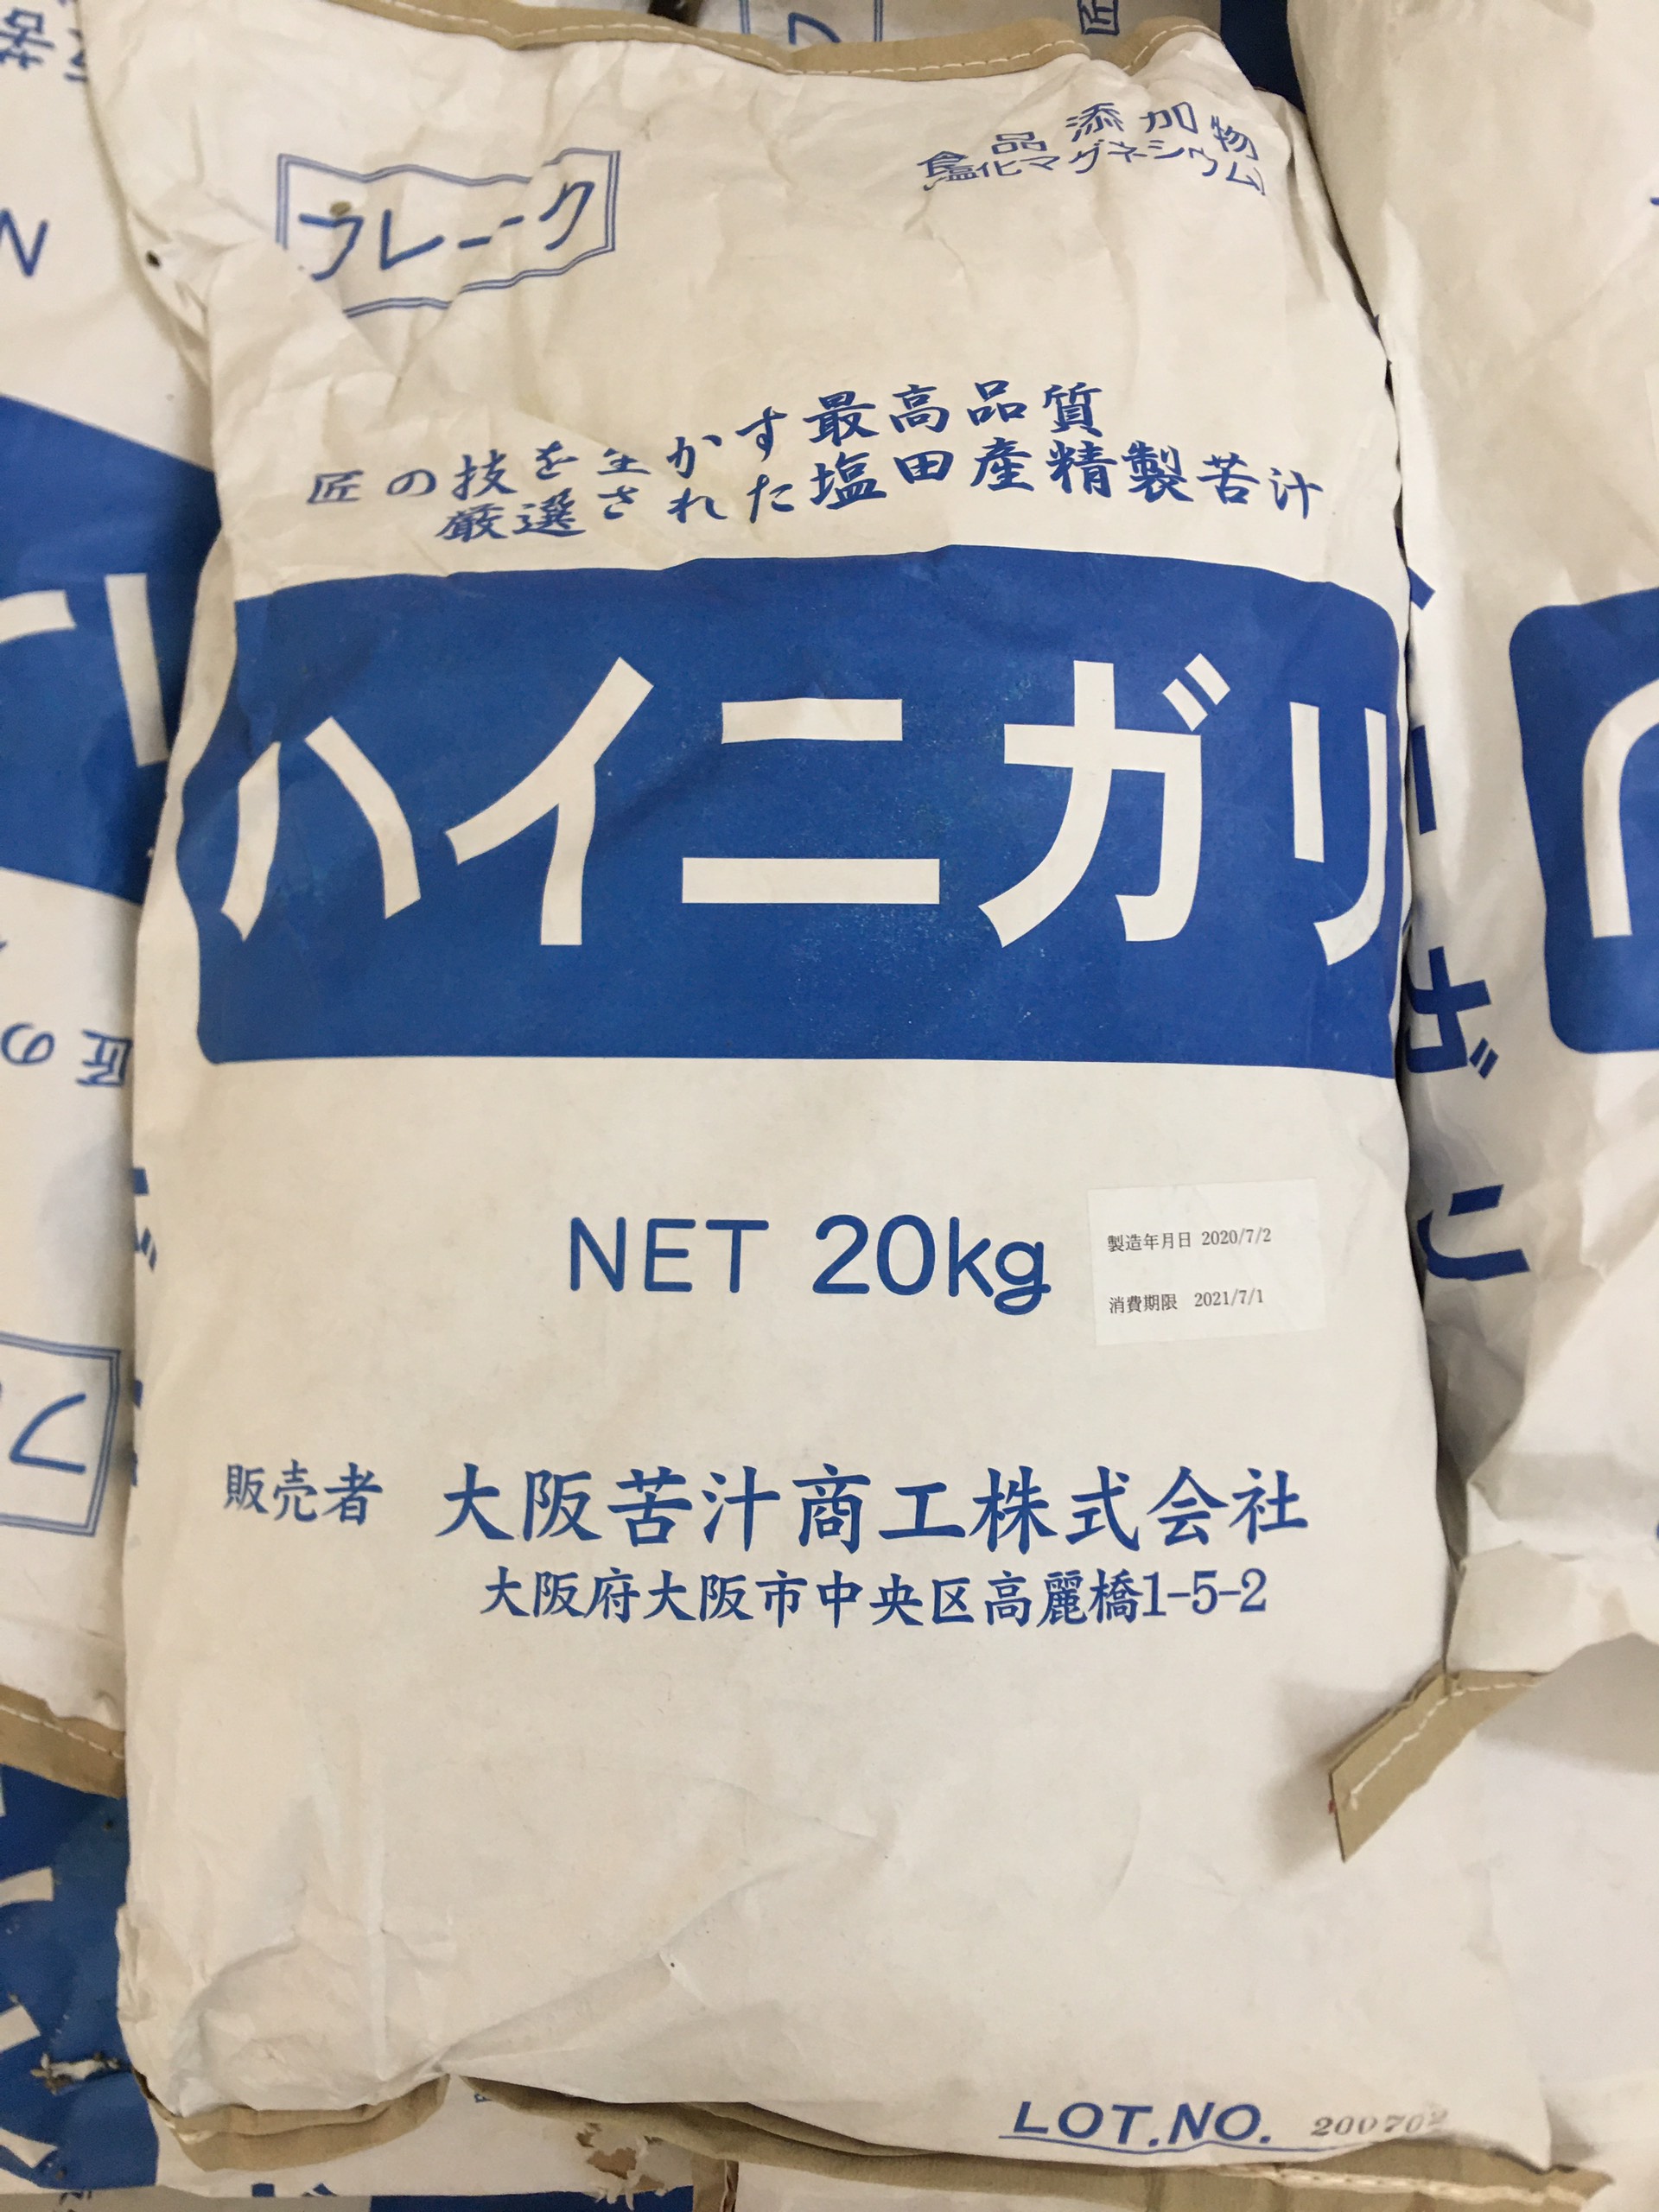 食品添加物
塩化マグネシウム
フレーク
匠の技を生かす最高品質
厳選された塩田産精製苦汁
ハイニガリ
NET 20kg
製造年月日 2020/7/2
消費期限 2021/7/1
販売者 大阪苦汁商工株式会社
大阪府大阪市中央区高麗橋1-5-2
LOT.NO. 200702